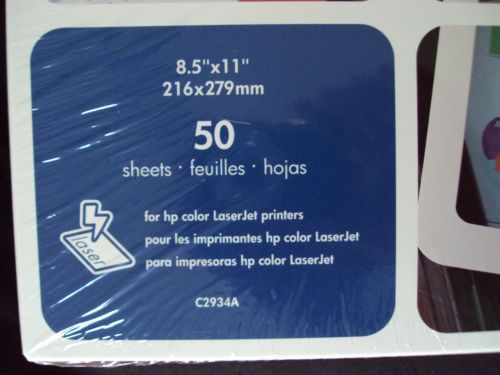 8.5"x11"
216x279mm
50
sheets · feuilles · hojas
for hp color LaserJet printers
pour les imprimantes hp color LaserJet
para impresoras hp color LaserJet
laser
C2934A